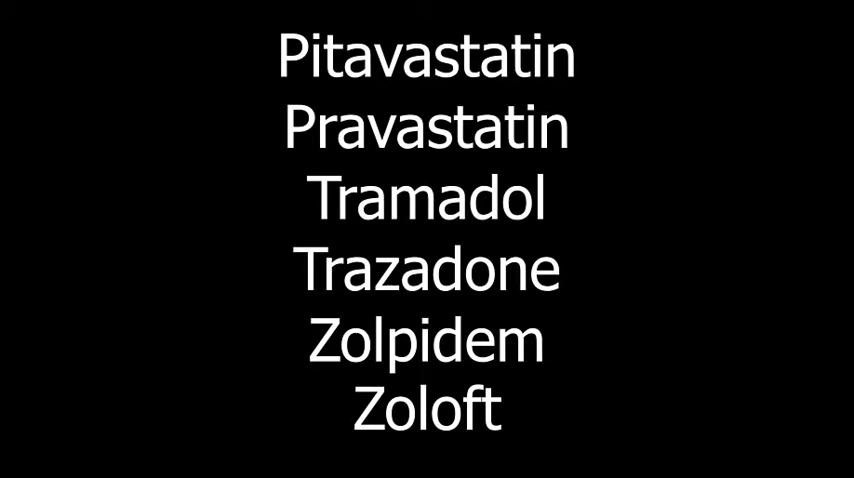 Pitavastatin
Pravastatin
Tramadol
Trazadone
Zolpidem
Zoloft